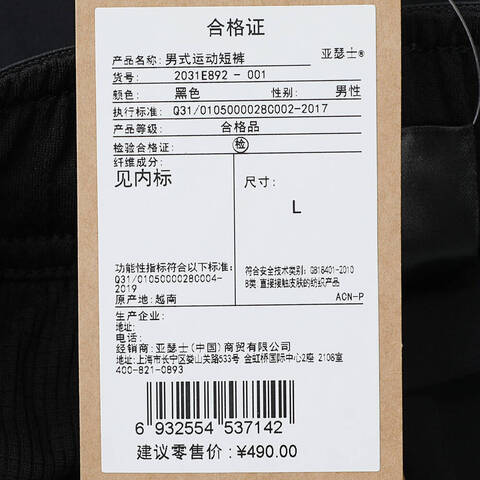 合格证
产品名称: 男式运动短裤 亚瑟士®
货号: 2031E892 - 001
颜色: 黑色 性别: 男性
执行标准: Q31/0105000028C002-2017
产品等级: 合格品
检验合格证: 检
纤维成分:
见内标
尺寸:
L
功能性指标符合以下标准:
Q31/0105000028C004-
2019
原产地: 越南
符合安全技术类别: GB18401-2010
B类 直接接触皮肤的纺织产品
ACN-P
生产企业:
地址:
电话:
经销商: 亚瑟士(中国)商贸有限公司
地址: 上海市长宁区娄山关路523号 金虹桥国际中心2座 2108室
400-821-0893
6 932554 537142
建议零售价: ¥490.00